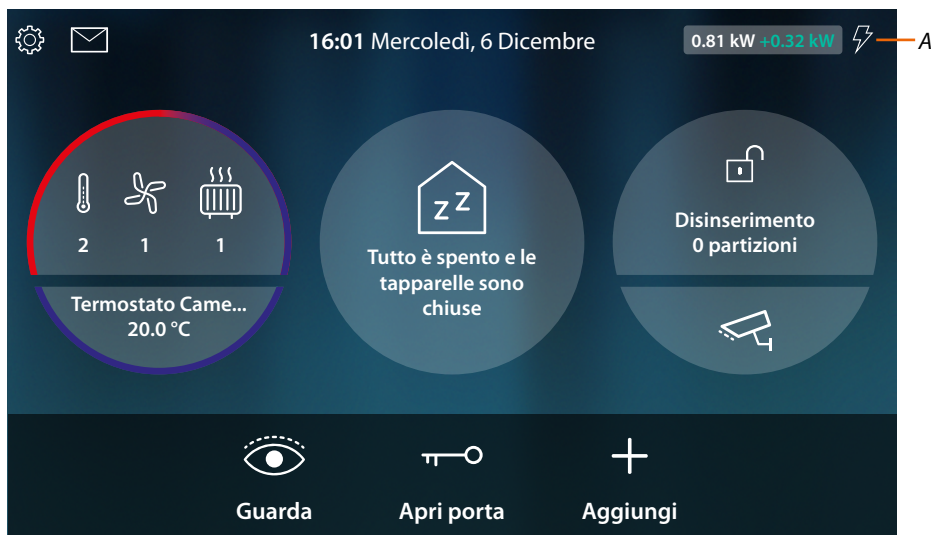 16:01 Mercoledì, 6 Dicembre
0.81 kW +0.32 kW
A
2 1 1
Termostato Came...
20.0 °C
z Z
Tutto è spento e le
tapparelle sono
chiuse
Disinserimento
0 partizioni
Guarda
Apri porta
Aggiungi